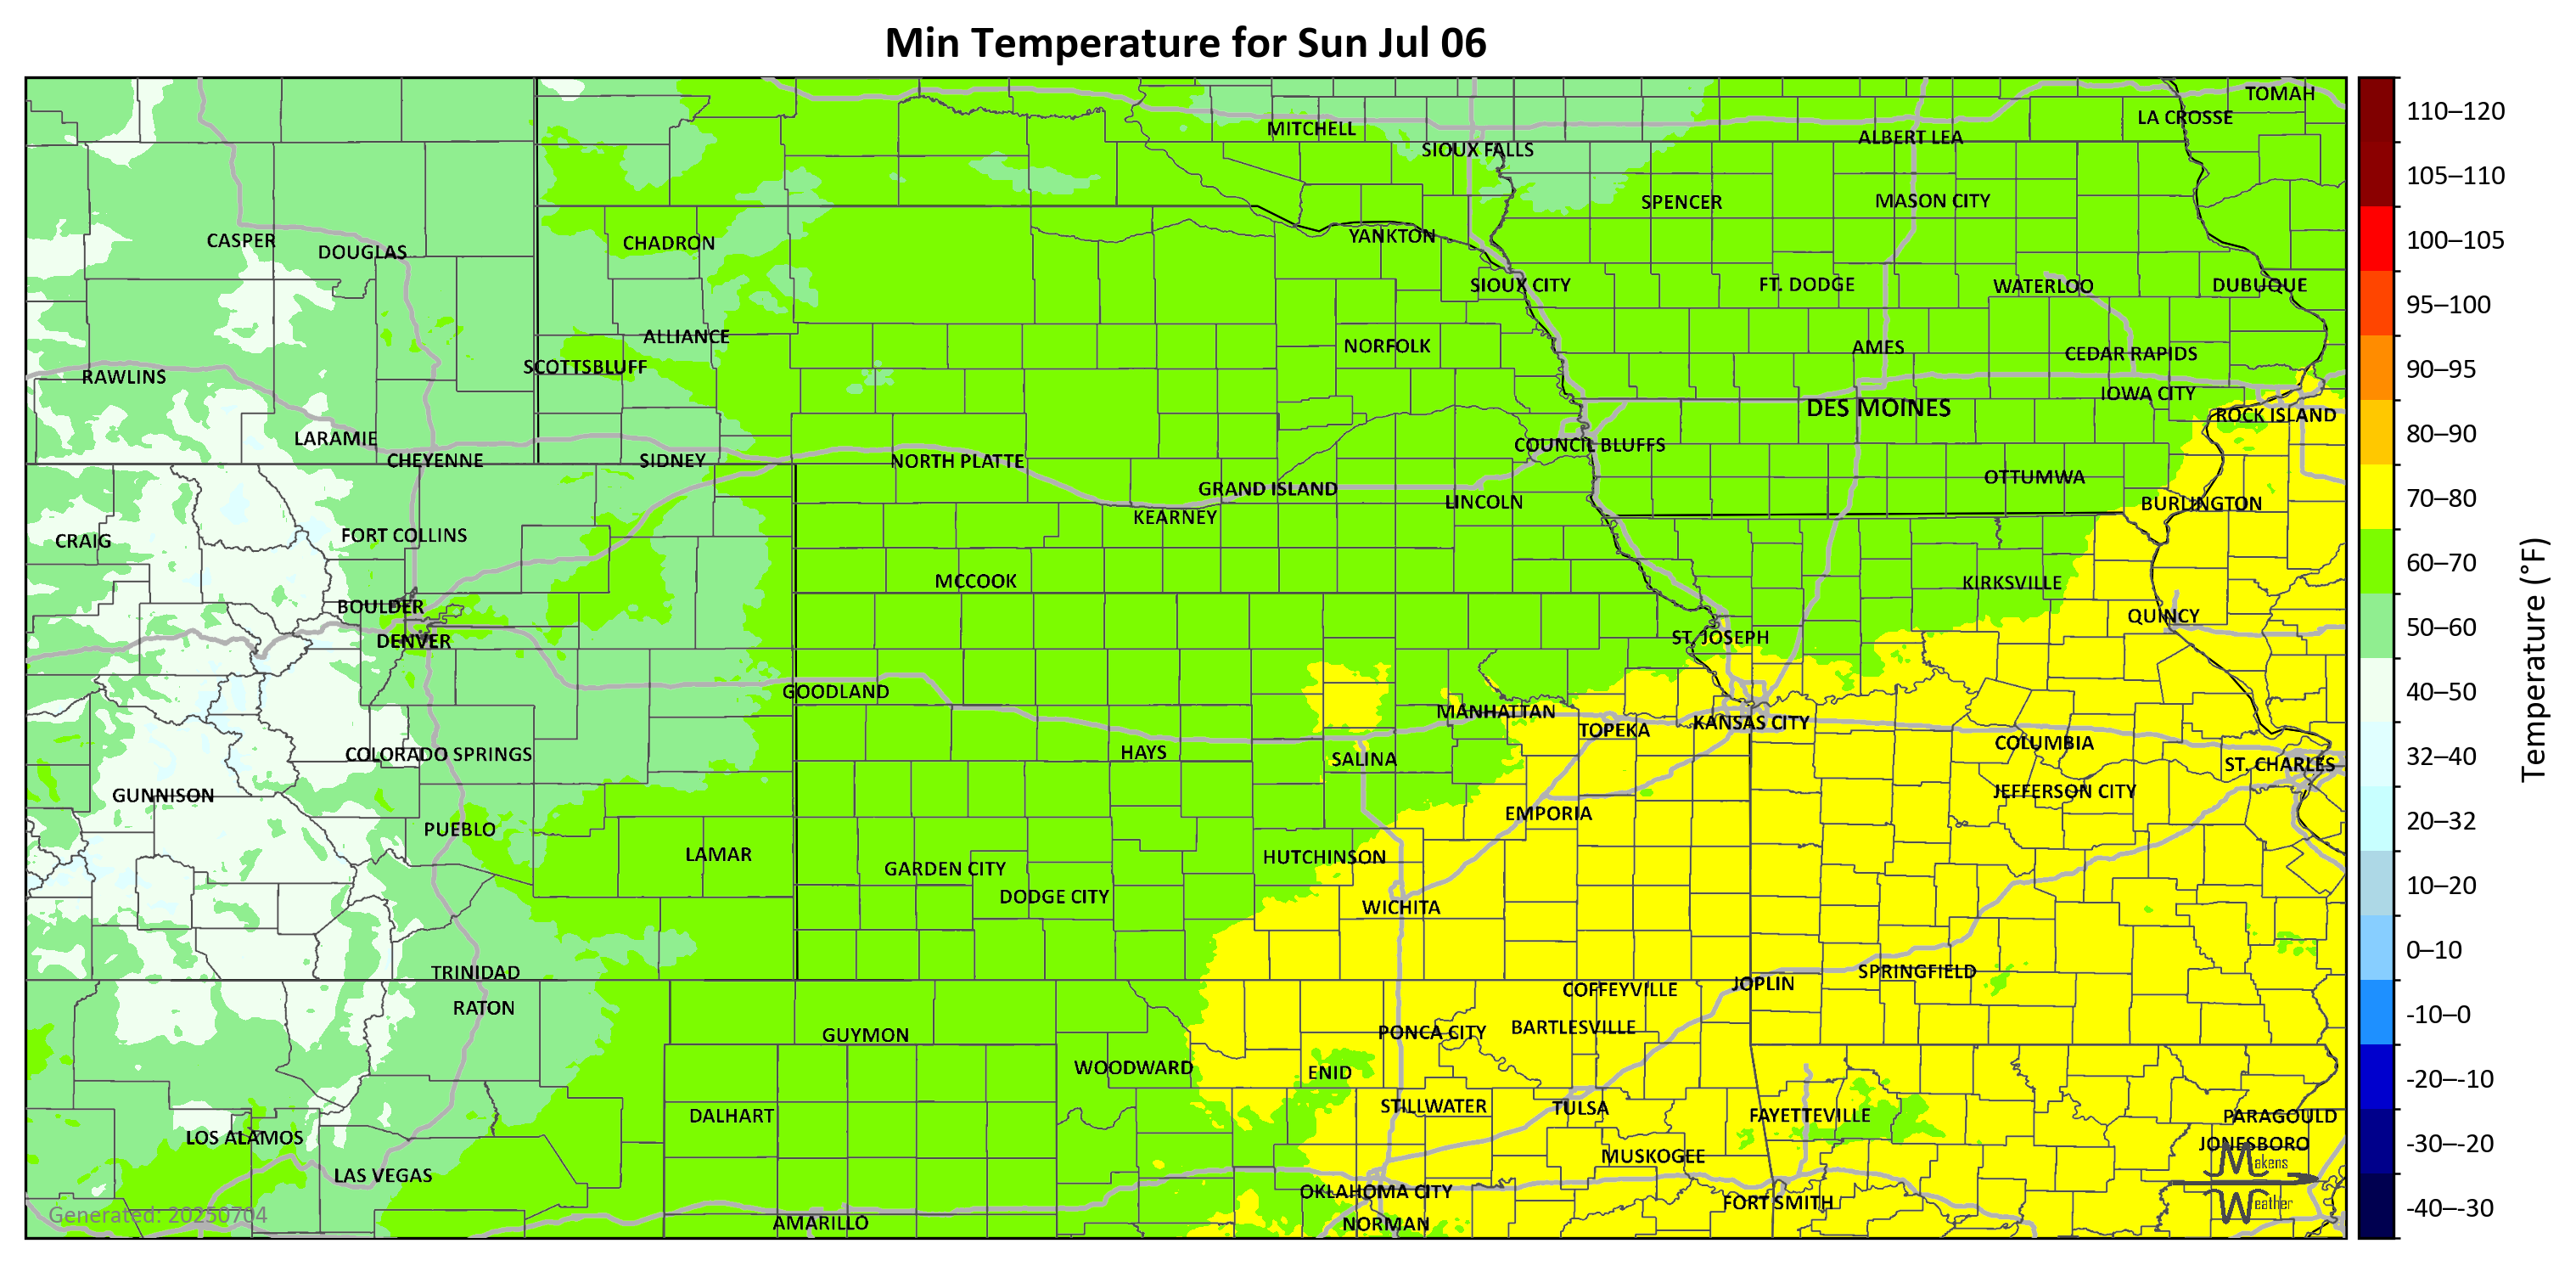 Min Temperature for Sun Jul 06
TOMAH
LA CROSSE
MITCHELL
ALBERT LEA
SIOUX FALLS
SPENCER
MASON CITY
CASPER
DOUGLAS
CHADRON
YANKTON
SIOUX CITY
FT. DODGE
WATERLOO
DUBUQUE
ALLIANCE
NORFOLK
AMES
CEDAR RAPIDS
SCOTTSBLUFF
RAWLINS
IOWA CITY
DES MOINES
ROCK ISLAND
LARAMIE
COUNCIL BLUFFS
CHEYENNE
SIDNEY
NORTH PLATTE
OTTUMWA
GRAND ISLAND
LINCOLN
BURLINGTON
KEARNEY
FORT COLLINS
CRAIG
MCCOOK
KIRKSVILLE
BOULDER
QUINCY
DENVER
ST. JOSEPH
GOODLAND
MANHATTAN
TOPEKA
KANSAS CITY
COLUMBIA
COLORADO SPRINGS
HAYS
SALINA
ST. CHARLES
GUNNISON
JEFFERSON CITY
EMPORIA
PUEBLO
LAMAR
HUTCHINSON
GARDEN CITY
DODGE CITY
WICHITA
TRINIDAD
SPRINGFIELD
JOPLIN
COFFEYVILLE
RATON
GUYMON
PONCA CITY
BARTLESVILLE
WOODWARD
ENID
DALHART
STILLWATER
TULSA
FAYETTEVILLE
PARAGOULD
LOS ALAMOS
JONESBORO
MUSKOGEE
LAS VEGAS
OKLAHOMA CITY
FORT SMITH
AMARILLO
NORMAN
Generated: 20250704
Makens
Weather
110–120
105–110
100–105
95–100
90–95
80–90
70–80
60–70
50–60
40–50
32–40
20–32
10–20
0–10
-10–0
-20–-10
-30–-20
-40–-30
Temperature (°F)